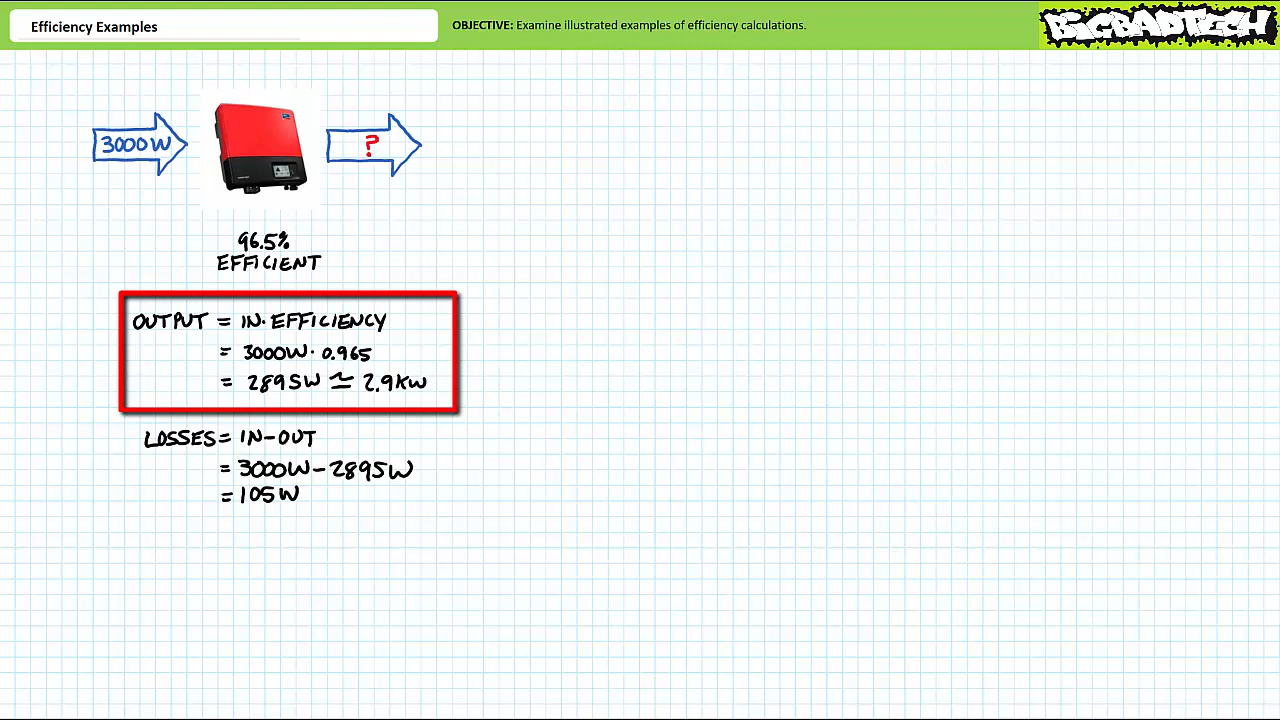 Efficiency Examples
OBJECTIVE: Examine illustrated examples of efficiency calculations.
BIGBADTECH
3000W
?
96.5%
EFFICIENT
OUTPUT = IN·EFFICIENCY
= 3000W·0.965
= 2895W ≃ 2.9KW
LOSSES = IN-OUT
= 3000W-2895W
= 105W